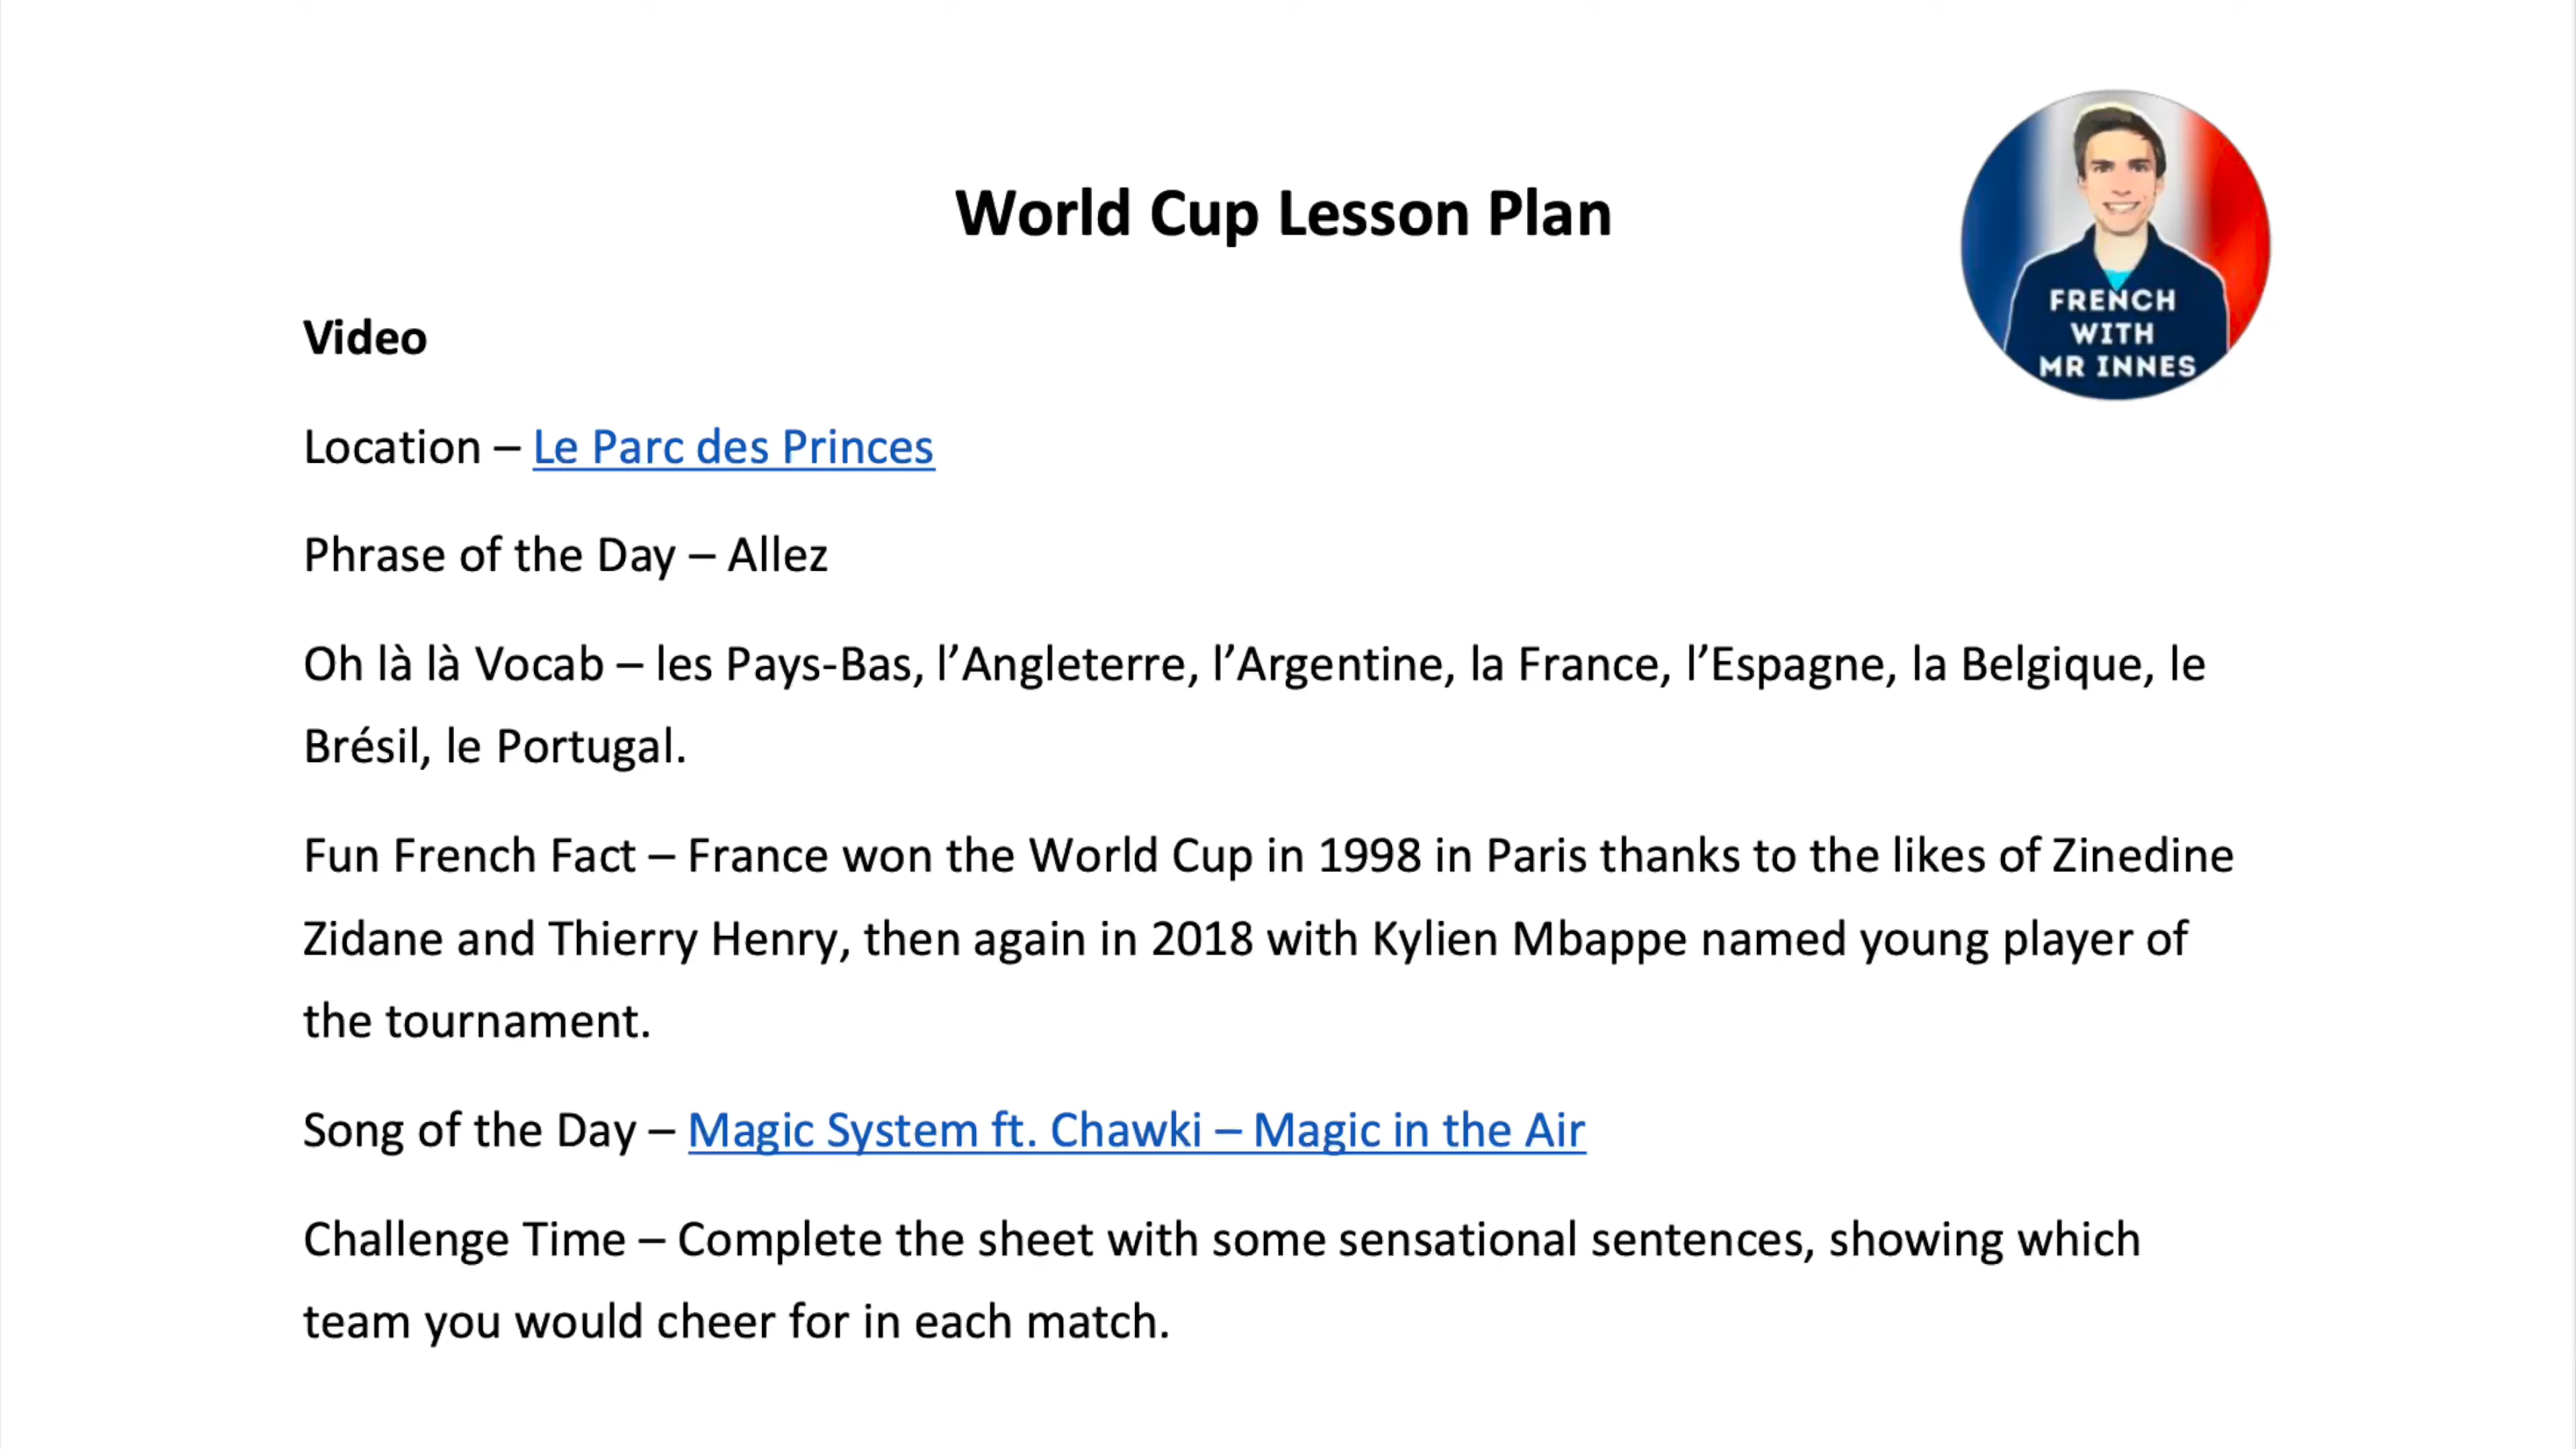 World Cup Lesson Plan
FRENCH
WITH
MR INNES
Video
Location – Le Parc des Princes
Phrase of the Day – Allez
Oh là là Vocab – les Pays-Bas, l’Angleterre, l’Argentine, la France, l’Espagne, la Belgique, le
Brésil, le Portugal.
Fun French Fact – France won the World Cup in 1998 in Paris thanks to the likes of Zinedine
Zidane and Thierry Henry, then again in 2018 with Kylien Mbappe named young player of
the tournament.
Song of the Day – Magic System ft. Chawki – Magic in the Air
Challenge Time – Complete the sheet with some sensational sentences, showing which
team you would cheer for in each match.